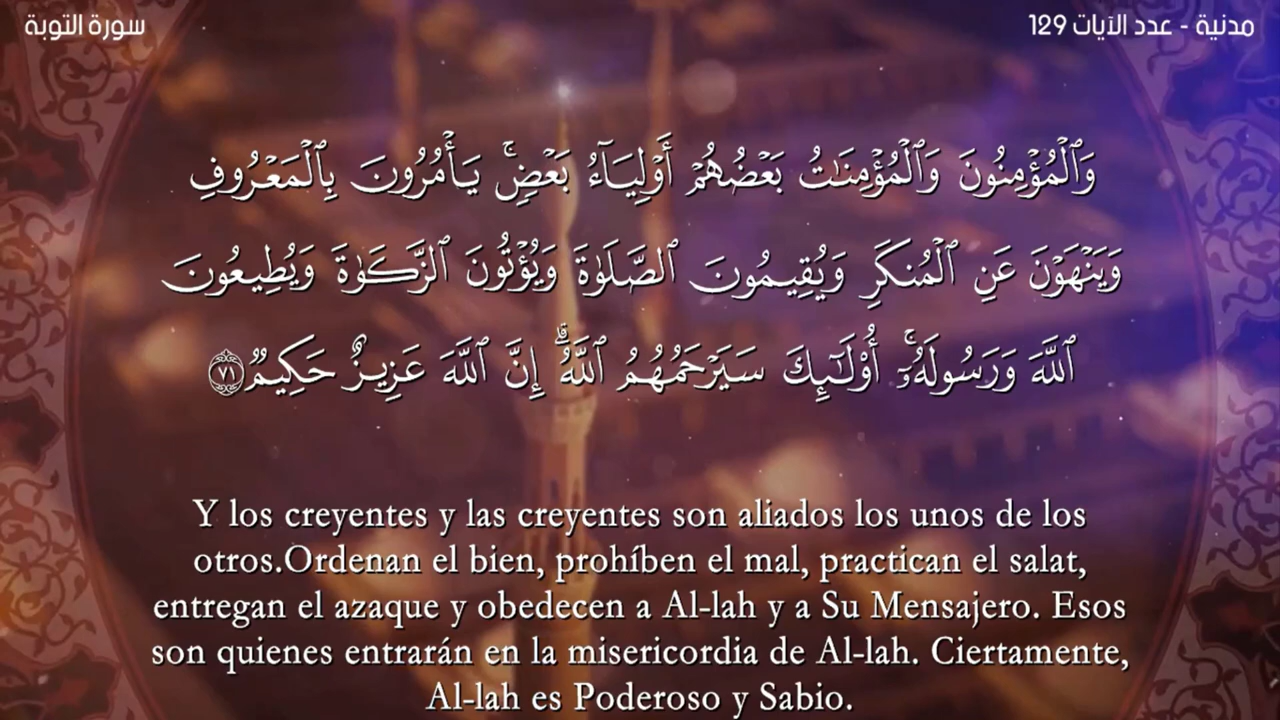 مدنية - عدد الآيات 129
سورة التوبة
وَٱلْمُؤْمِنُونَ وَٱلْمُؤْمِنَٰتُ بَعْضُهُمْ أَوْلِيَآءُ بَعْضٍۢ ۚ يَأْمُرُونَ بِٱلْمَعْرُوفِ
وَيَنْهَوْنَ عَنِ ٱلْمُنكَرِ وَيُقِيمُونَ ٱلصَّلَوٰةَ وَيُؤْتُونَ ٱلزَّكَوٰةَ وَيُطِيعُونَ
ٱللَّهَ وَرَسُولَهُۥٓ ۚ أُو۟لَٰٓئِكَ سَيَرْحَمُهُمُ ٱللَّهُ ۗ إِنَّ ٱللَّهَ عَزِيزٌ حَكِيمٌۭ ٧١
Y los creyentes y las creyentes son aliados los unos de los
otros.Ordenan el bien, prohíben el mal, practican el salat,
entregan el azaque y obedecen a Al-lah y a Su Mensajero. Esos
son quienes entrarán en la misericordia de Al-lah. Ciertamente,
Al-lah es Poderoso y Sabio.